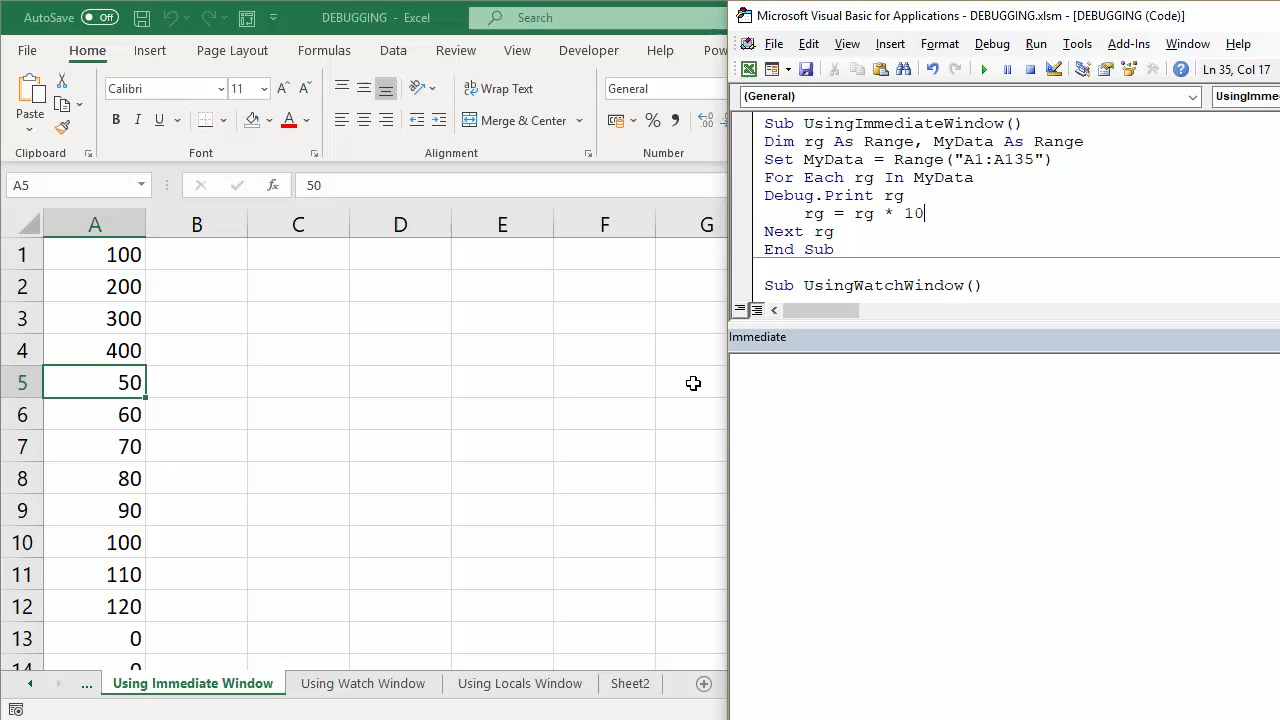 AutoSave Off DEBUGGING - Excel Search
File Home Insert Page Layout Formulas Data Review View Developer Help Pow
Paste Calibri 11 A A Wrap Text General
B I U A Merge & Center % 
Clipboard Font Alignment Number
A5 fx 50
A B C D E F G
1 100
2 200
3 300
4 400
5 50
6 60
7 70
8 80
9 90
10 100
11 110
12 120
13 0
14 0
... Using Immediate Window Using Watch Window Using Locals Window Sheet2
Microsoft Visual Basic for Applications - DEBUGGING.xlsm - [DEBUGGING (Code)]
File Edit View Insert Format Debug Run Tools Add-Ins Window Help
Ln 35, Col 17
(General) UsingImme
Sub UsingImmediateWindow()
Dim rg As Range, MyData As Range
Set MyData = Range("A1:A135")
For Each rg In MyData
Debug.Print rg
rg = rg * 10
Next rg
End Sub
Sub UsingWatchWindow()
Immediate